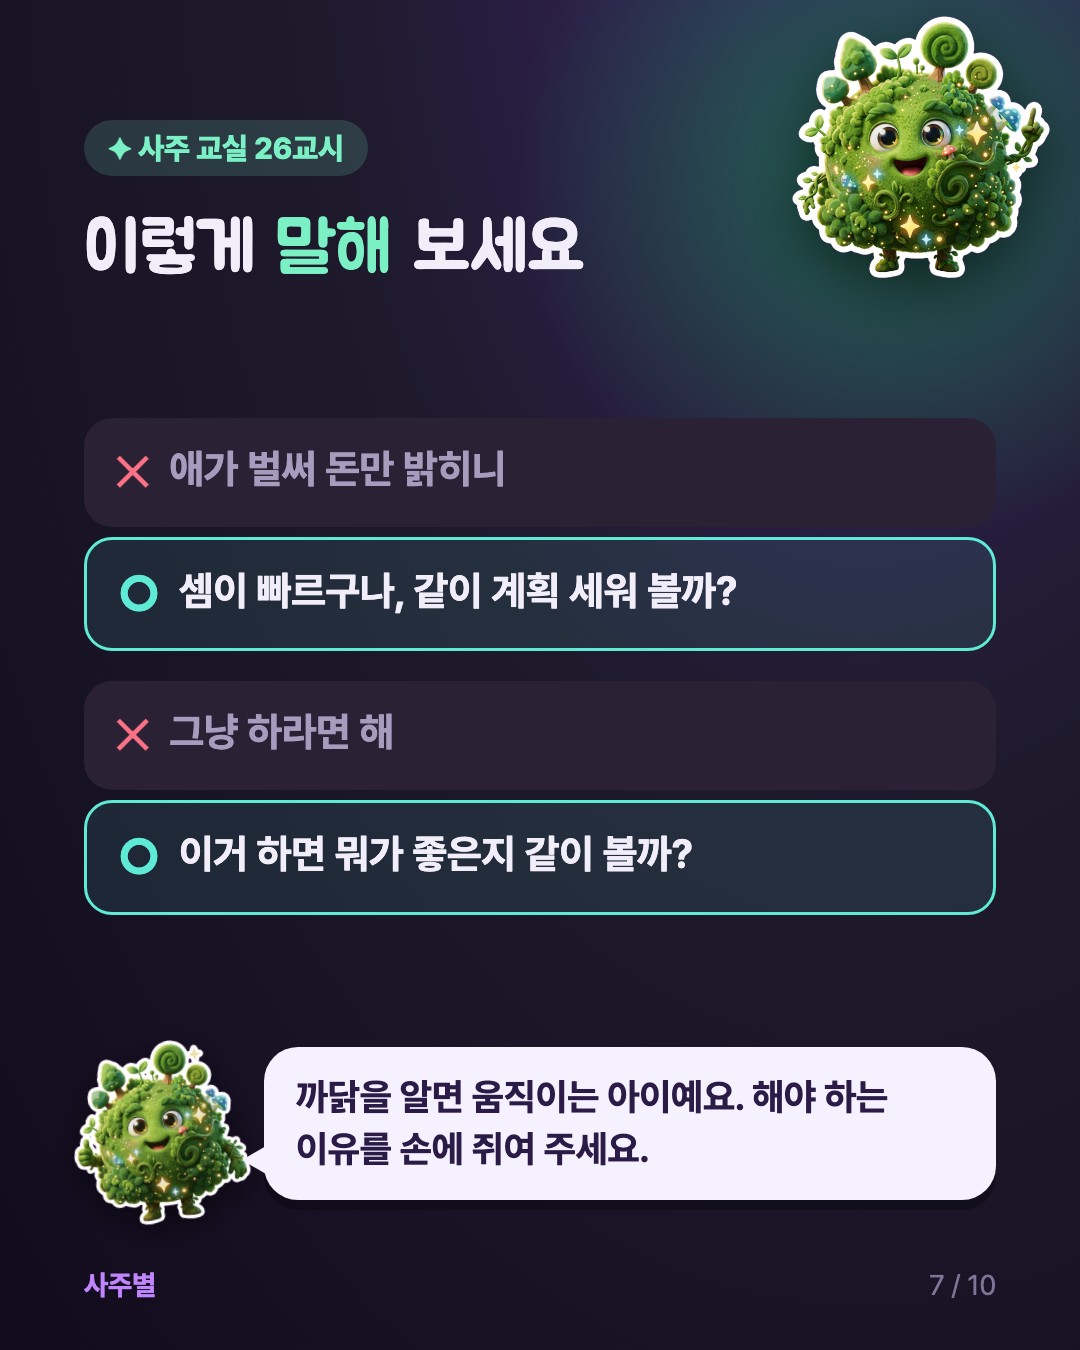 사주 교실 26교시
이렇게 말해 보세요
애가 벌써 돈만 밝히니
셈이 빠르구나, 같이 계획 세워 볼까?
그냥 하라면 해
이거 하면 뭐가 좋은지 같이 볼까?
까닭을 알면 움직이는 아이예요. 해야 하는
이유를 손에 쥐여 주세요.
사주별
7 / 10